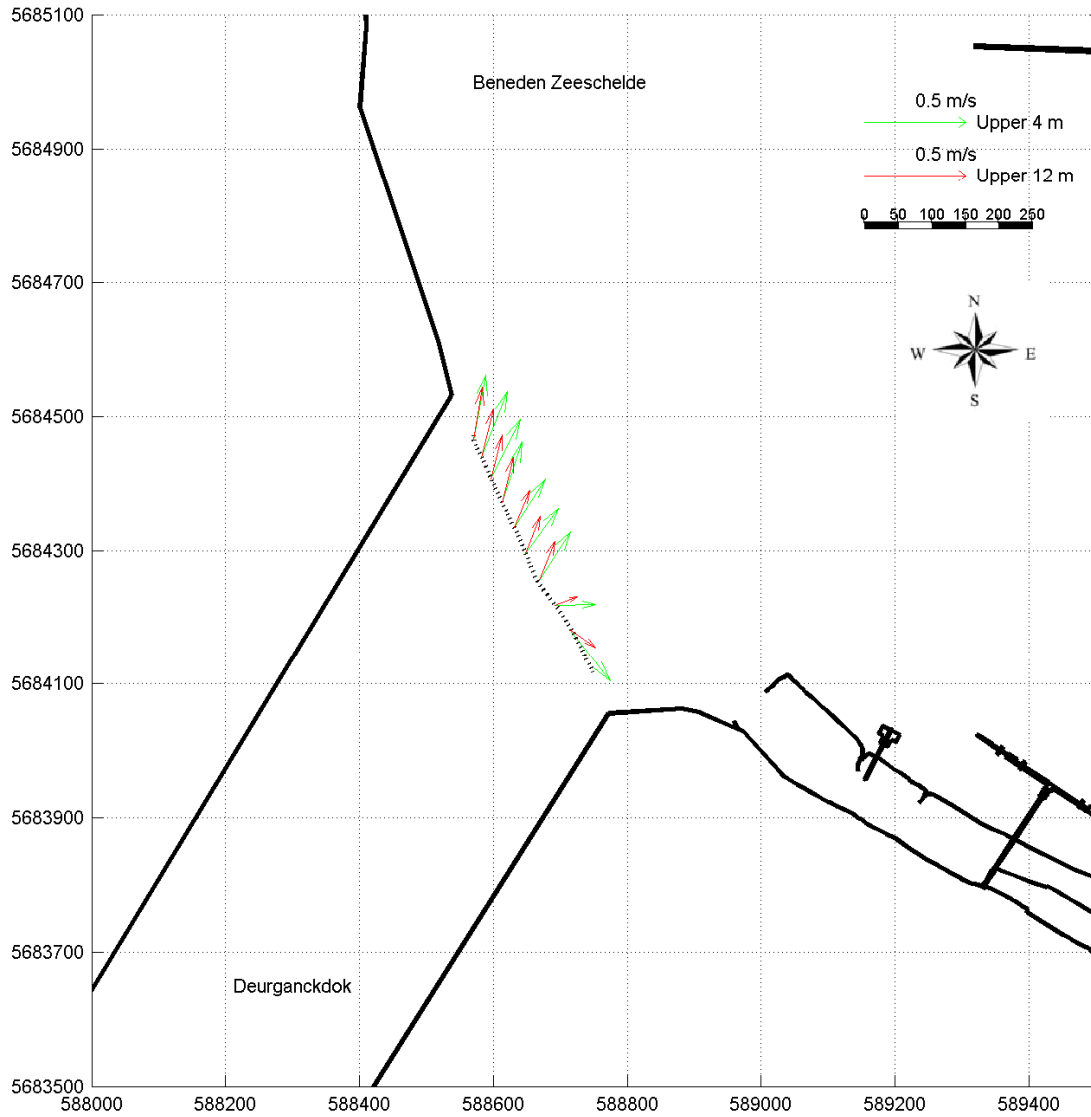 5685100
Beneden Zeeschelde
0.5 m/s
Upper 4 m
5684900
0.5 m/s
Upper 12 m
0 50 100 150 200 250
5684700
N
W E
S
5684500
5684300
5684100
5683900
5683700
Deurganckdok
5683500
588000 588200 588400 588600 588800 589000 589200 589400